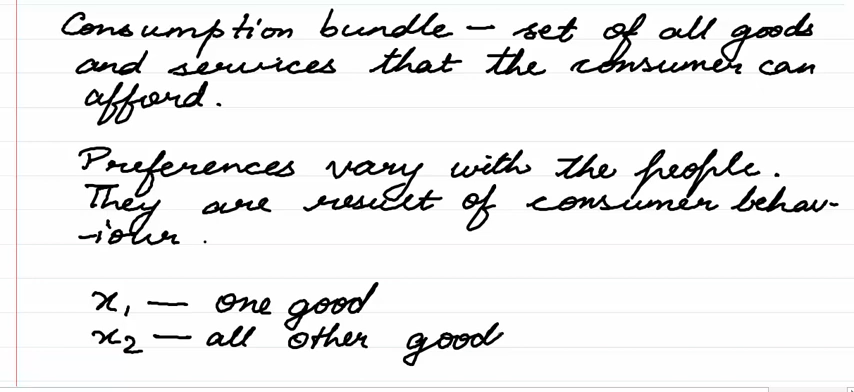 Consumption bundle – set of all goods
and services that the consumer can
afford.
Preferences vary with the people.
They are result of consumer behav-
-iour.
x₁ — one good
x₂ — all other good